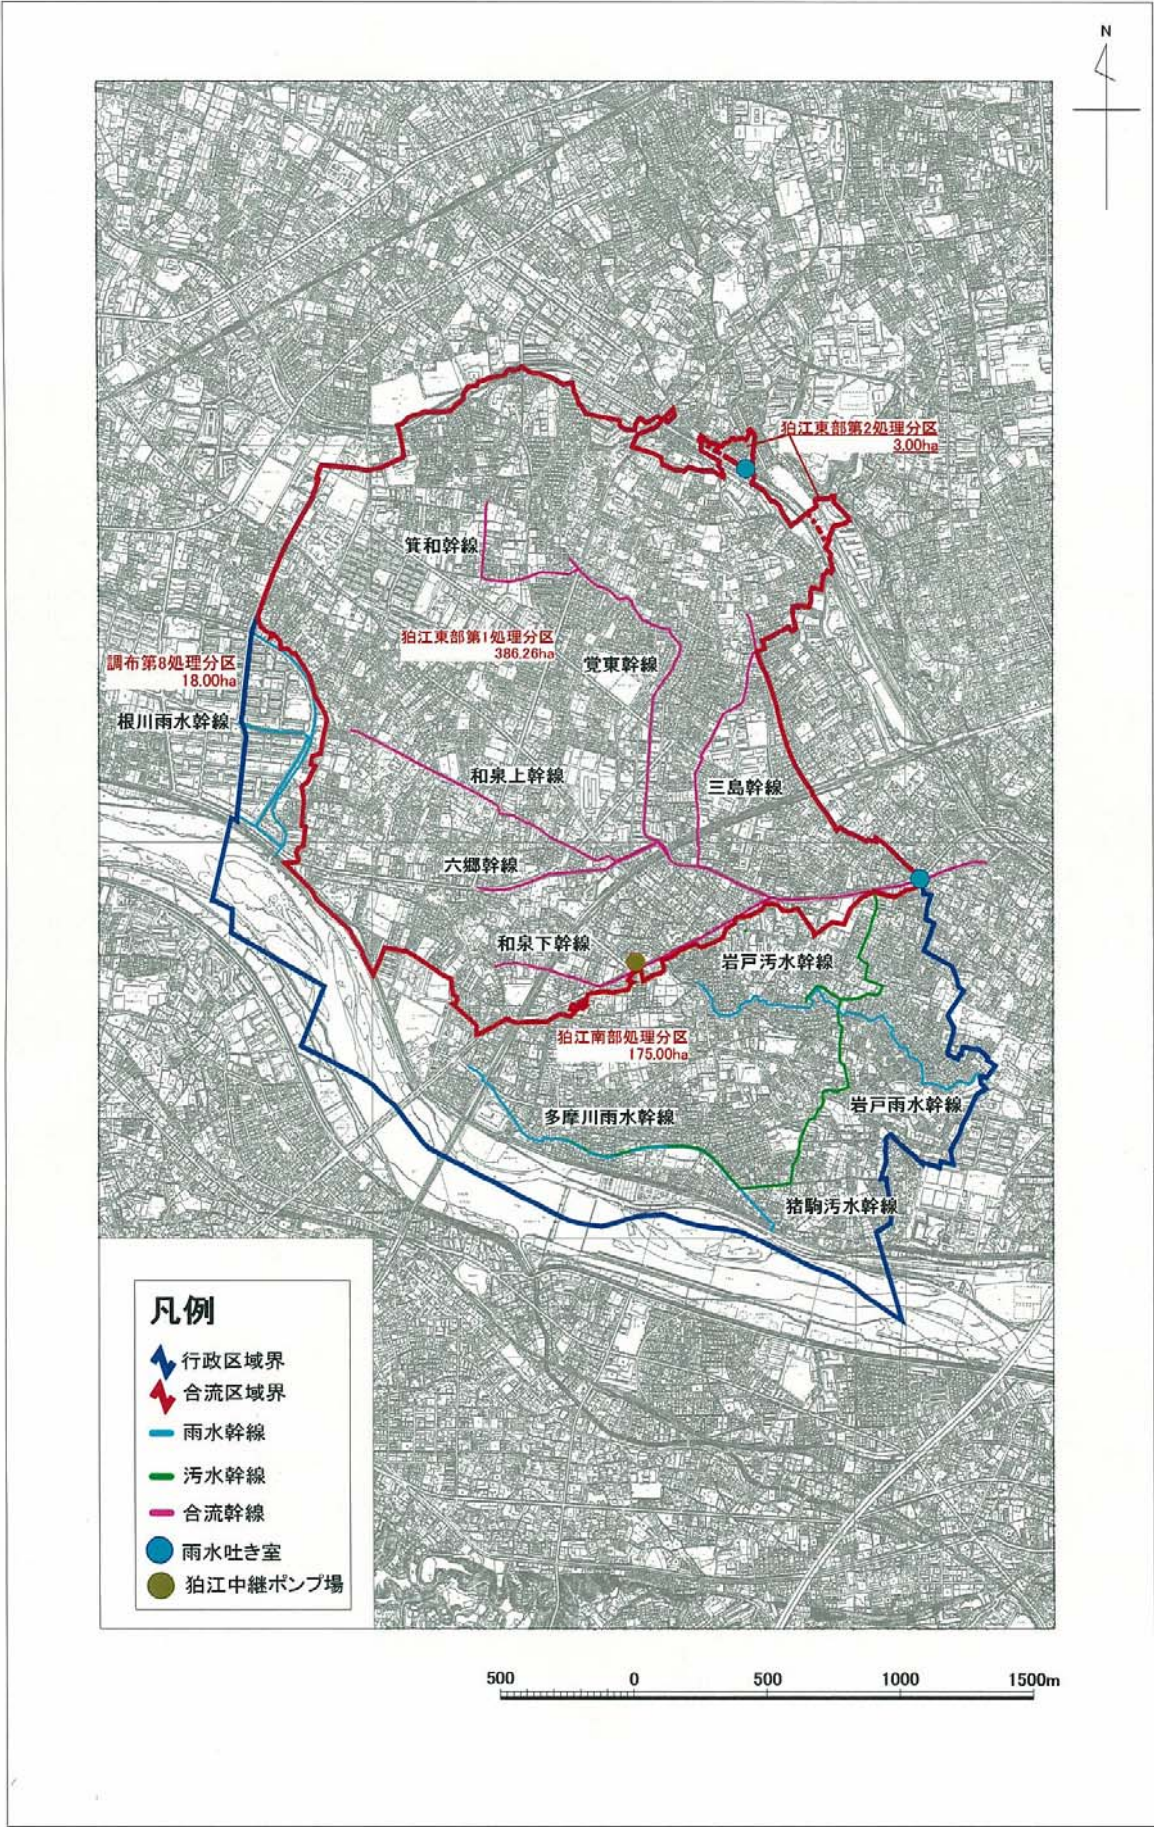 N
狛江東部第2処理分区
3.00ha
箕和幹線
狛江東部第1処理分区
386.26ha
覚東幹線
調布第8処理分区
18.00ha
根川雨水幹線
和泉上幹線
三島幹線
六郷幹線
和泉下幹線
岩戸汚水幹線
狛江南部処理分区
175.00ha
多摩川雨水幹線
岩戸雨水幹線
猪駒汚水幹線
凡例
行政区域界
合流区域界
雨水幹線
汚水幹線
合流幹線
雨水吐き室
狛江中継ポンプ場
500 0 500 1000 1500m